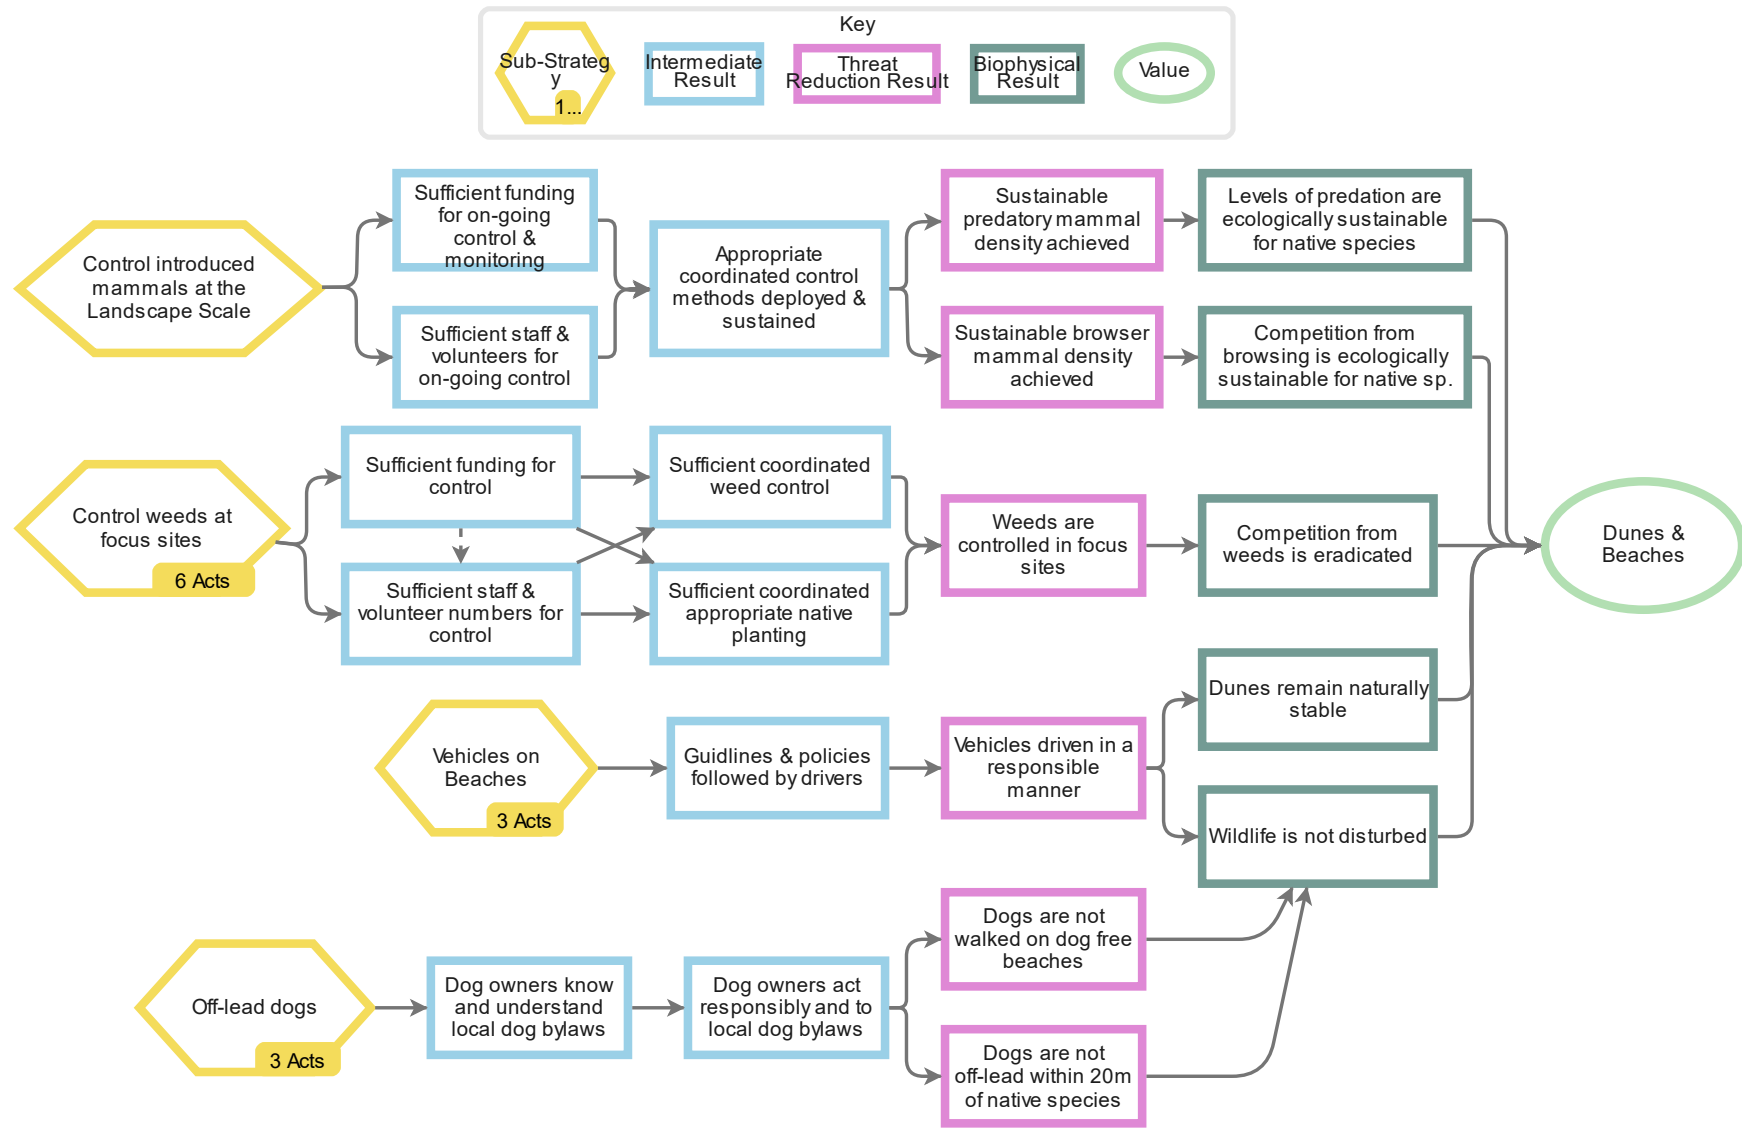 Key
Sub-Strateg
y
1...
Intermediate
Result
Threat
Reduction Result
Biophysical
Result
Value
Control introduced
mammals at the
Landscape Scale
Sufficient funding
for on-going
control &
monitoring
Sufficient staff &
volunteers for
on-going control
Appropriate
coordinated control
methods deployed &
sustained
Sustainable
predatory mammal
density achieved
Sustainable browser
mammal density
achieved
Levels of predation are
ecologically sustainable
for native species
Competition from
browsing is ecologically
sustainable for native sp.
Control weeds at
focus sites
6 Acts
Sufficient funding for
control
Sufficient staff &
volunteer numbers for
control
Sufficient coordinated
weed control
Sufficient coordinated
appropriate native
planting
Weeds are
controlled in focus
sites
Competition from
weeds is eradicated
Dunes &
Beaches
Vehicles on
Beaches
3 Acts
Guidlines & policies
followed by drivers
Vehicles driven in a
responsible
manner
Dunes remain naturally
stable
Wildlife is not disturbed
Off-lead dogs
3 Acts
Dog owners know
and understand
local dog bylaws
Dog owners act
responsibly and to
local dog bylaws
Dogs are not
walked on dog free
beaches
Dogs are not
off-lead within 20m
of native species